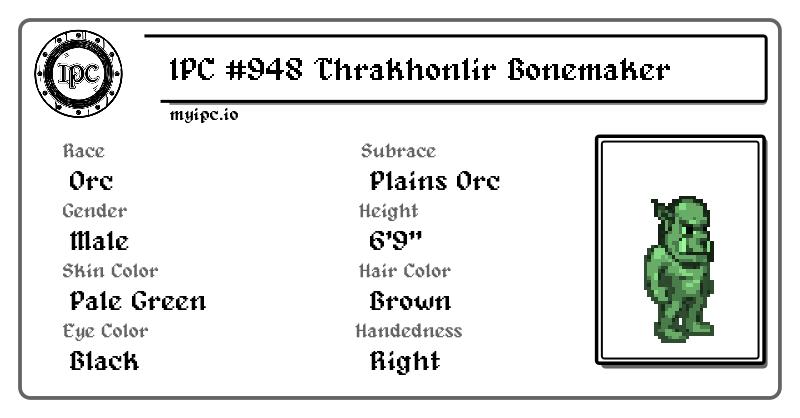 IPC
IPC #948 Thrakhonlir Bonemaker
myipc.io
Race
Orc
Subrace
Plains Orc
Gender
Male
Height
6'9"
Skin Color
Pale Green
Hair Color
Brown
Eye Color
Black
Handedness
Right